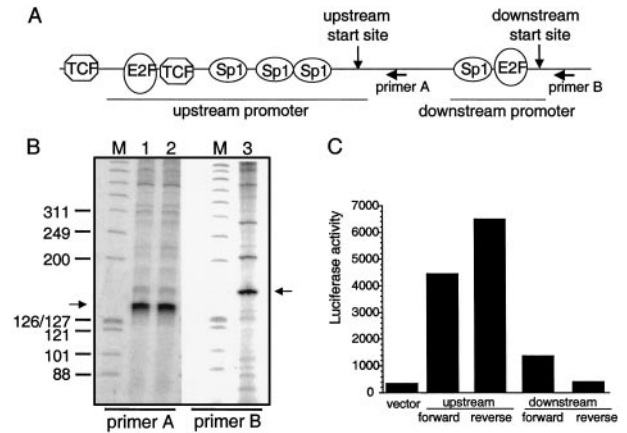 A
upstream
start site
downstream
start site
TCF
E2F
TCF
Sp1
Sp1
Sp1
Sp1
E2F
primer A
primer B
upstream promoter
downstream promoter
B
M 1 2 M 3
311
249
200
126/127
121
101
88
primer A primer B
C
Luciferase activity
7000
6000
5000
4000
3000
2000
1000
0
vector upstream downstream
forward reverse forward reverse